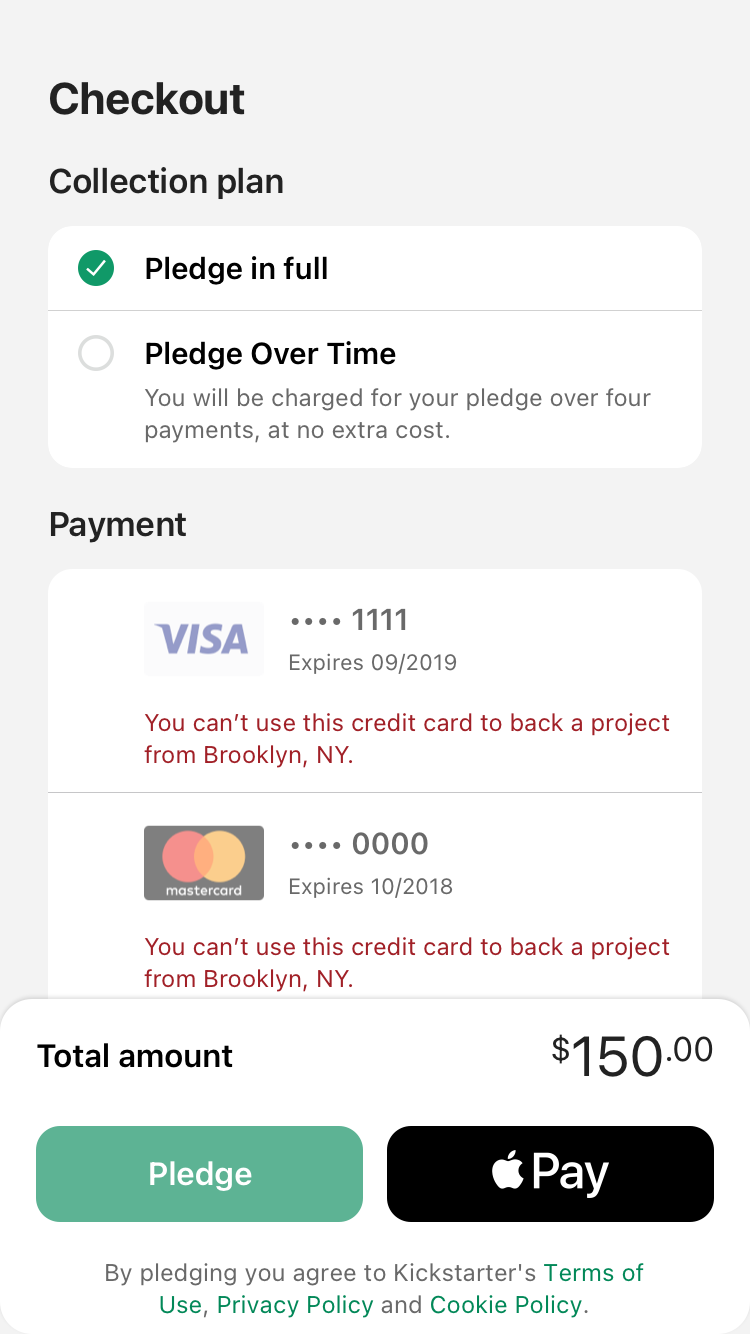 Checkout
Collection plan
Pledge in full
Pledge Over Time
You will be charged for your pledge over four
payments, at no extra cost.
Payment
VISA
•••• 1111
Expires 09/2019
You can’t use this credit card to back a project
from Brooklyn, NY.
mastercard
•••• 0000
Expires 10/2018
You can’t use this credit card to back a project
from Brooklyn, NY.
Total amount
$150.00
Pledge
Pay
By pledging you agree to Kickstarter's Terms of
Use, Privacy Policy and Cookie Policy.